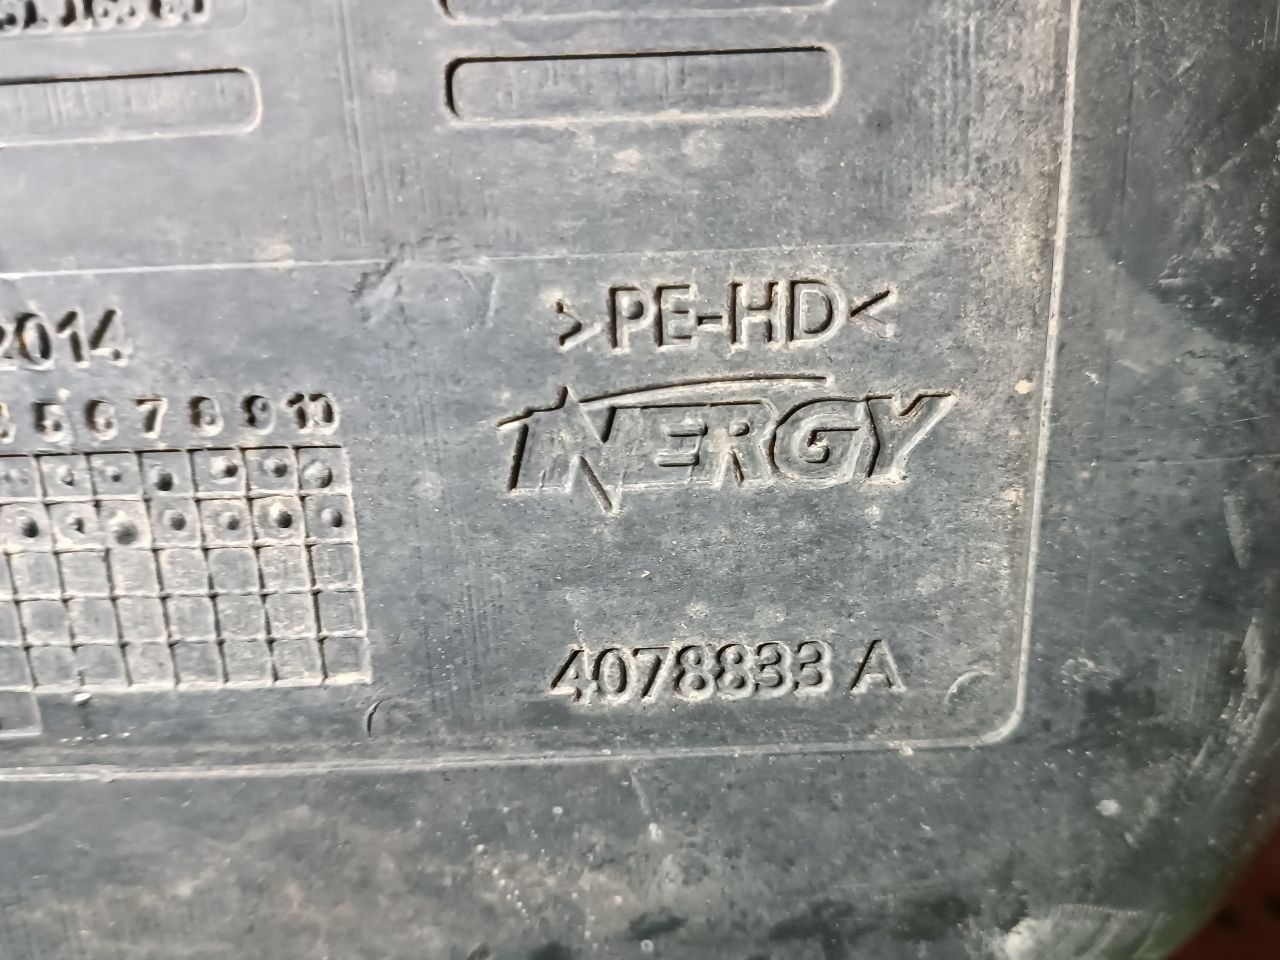 >PE-HD<
2014
INERGY
5 6 7 8 9 10
4078833 A